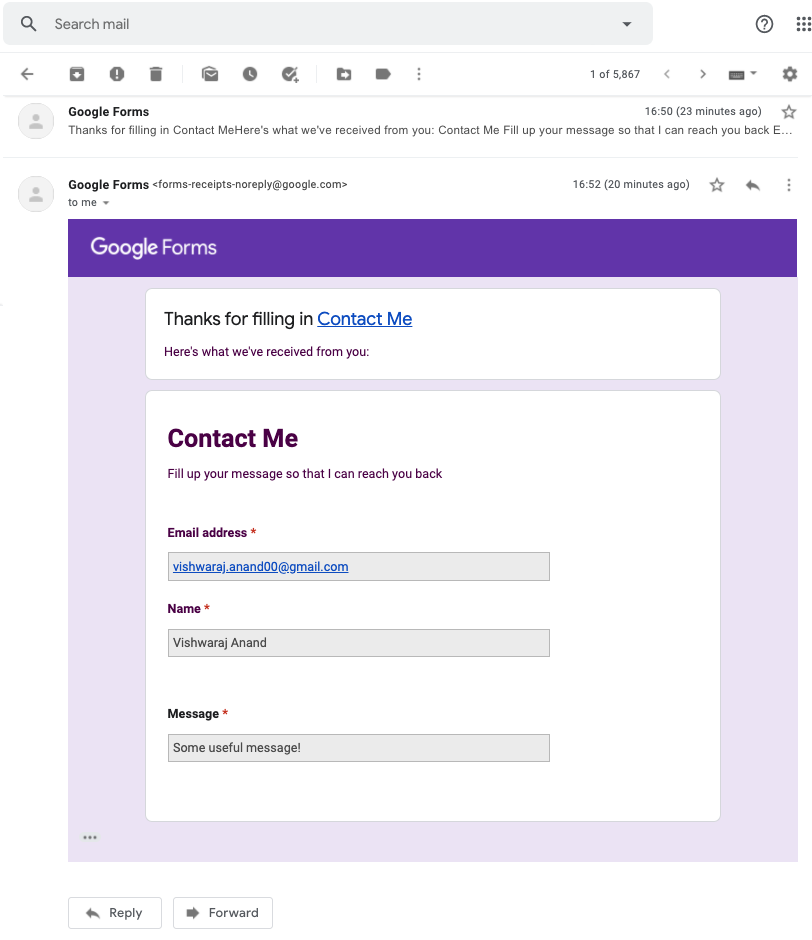 Search mail
1 of 5,867
Google Forms 16:50 (23 minutes ago)
Thanks for filling in Contact MeHere's what we've received from you: Contact Me Fill up your message so that I can reach you back E…
Google Forms <forms-receipts-noreply@google.com> 16:52 (20 minutes ago)
to me
Google Forms
Thanks for filling in Contact Me
Here's what we've received from you:
Contact Me
Fill up your message so that I can reach you back
Email address *
vishwaraj.anand00@gmail.com
Name *
Vishwaraj Anand
Message *
Some useful message!
Reply Forward